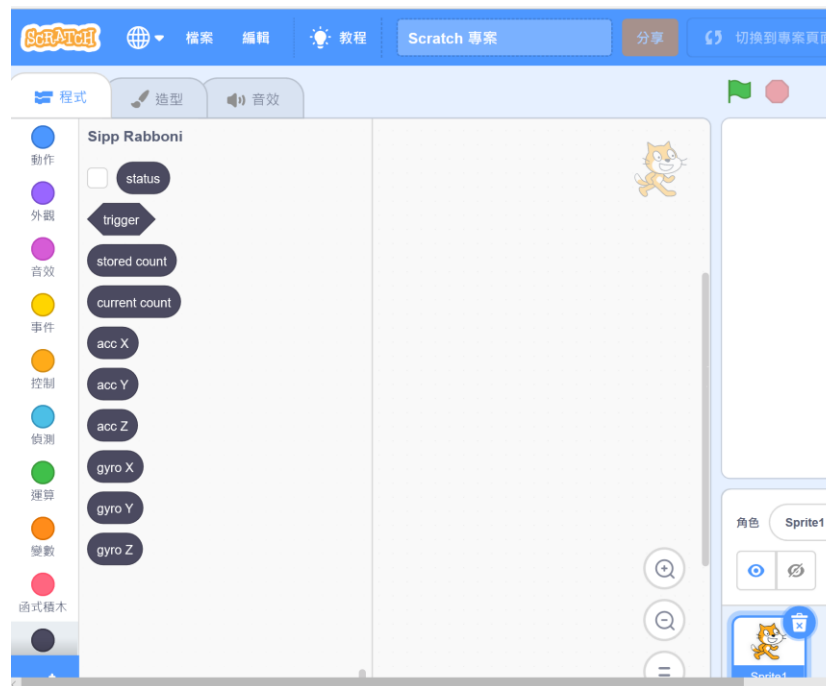 SCRATCH 檔案 編輯 教程 Scratch 專案 分享 切換到專案頁面
程式 造型 音效
動作
外觀
音效
事件
控制
偵測
運算
變數
函式積木
Sipp Rabboni
status
trigger
stored count
current count
acc X
acc Y
acc Z
gyro X
gyro Y
gyro Z
角色 Sprite1
Sprite1